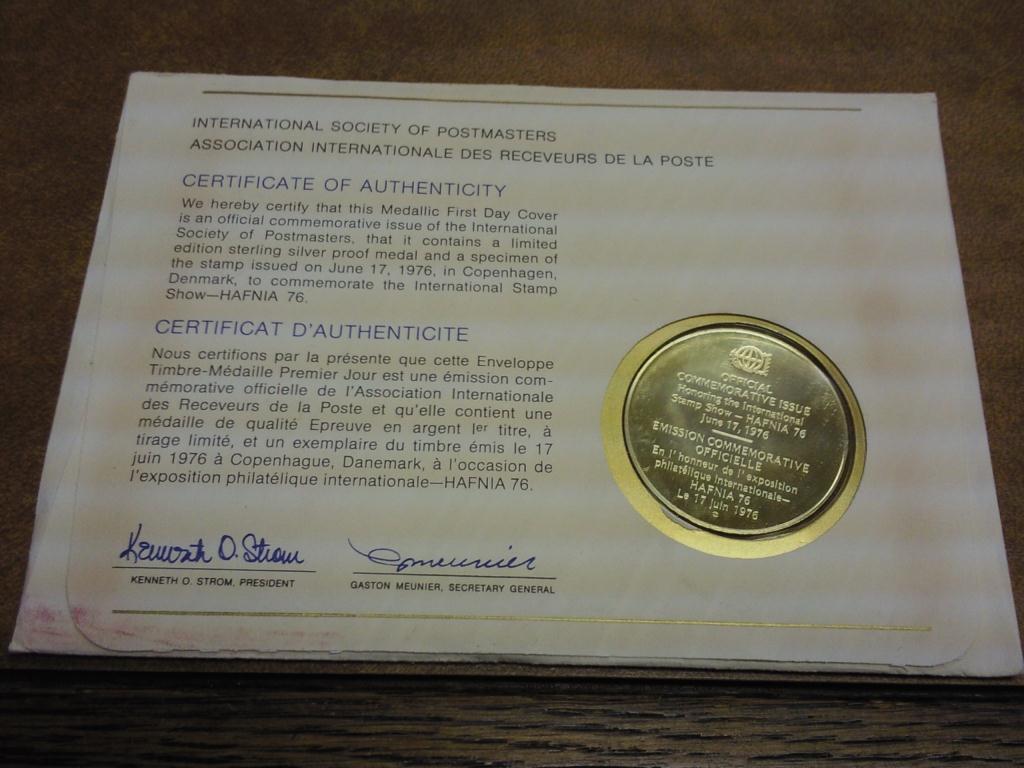 INTERNATIONAL SOCIETY OF POSTMASTERS
ASSOCIATION INTERNATIONALE DES RECEVEURS DE LA POSTE
CERTIFICATE OF AUTHENTICITY
We hereby certify that this Medallic First Day Cover
is an official commemorative issue of the International
Society of Postmasters, that it contains a limited
edition sterling silver proof medal and a specimen of
the stamp issued on June 17, 1976, in Copenhagen,
Denmark, to commemorate the International Stamp
Show—HAFNIA 76.
CERTIFICAT D'AUTHENTICITE
Nous certifions par la présente que cette Enveloppe
Timbre-Médaille Premier Jour est une émission com-
mémorative officielle de l'Association Internationale
des Receveurs de la Poste et qu'elle contient une
médaille de qualité Epreuve en argent Ier titre, à
tirage limité, et un exemplaire du timbre émis le 17
juin 1976 à Copenhague, Danemark, à l'occasion de
l'exposition philatélique internationale—HAFNIA 76.
Kenneth O. Strom
KENNETH O. STROM, PRESIDENT
G Meunier
GASTON MEUNIER, SECRETARY GENERAL
OFFICIAL
COMMEMORATIVE ISSUE
Honoring the International
Stamp Show — HAFNIA 76
June 17, 1976
EMISSION COMMEMORATIVE
OFFICIELLE
En l'honneur de l'exposition
philatélique internationale—
HAFNIA 76
Le 17 juin 1976